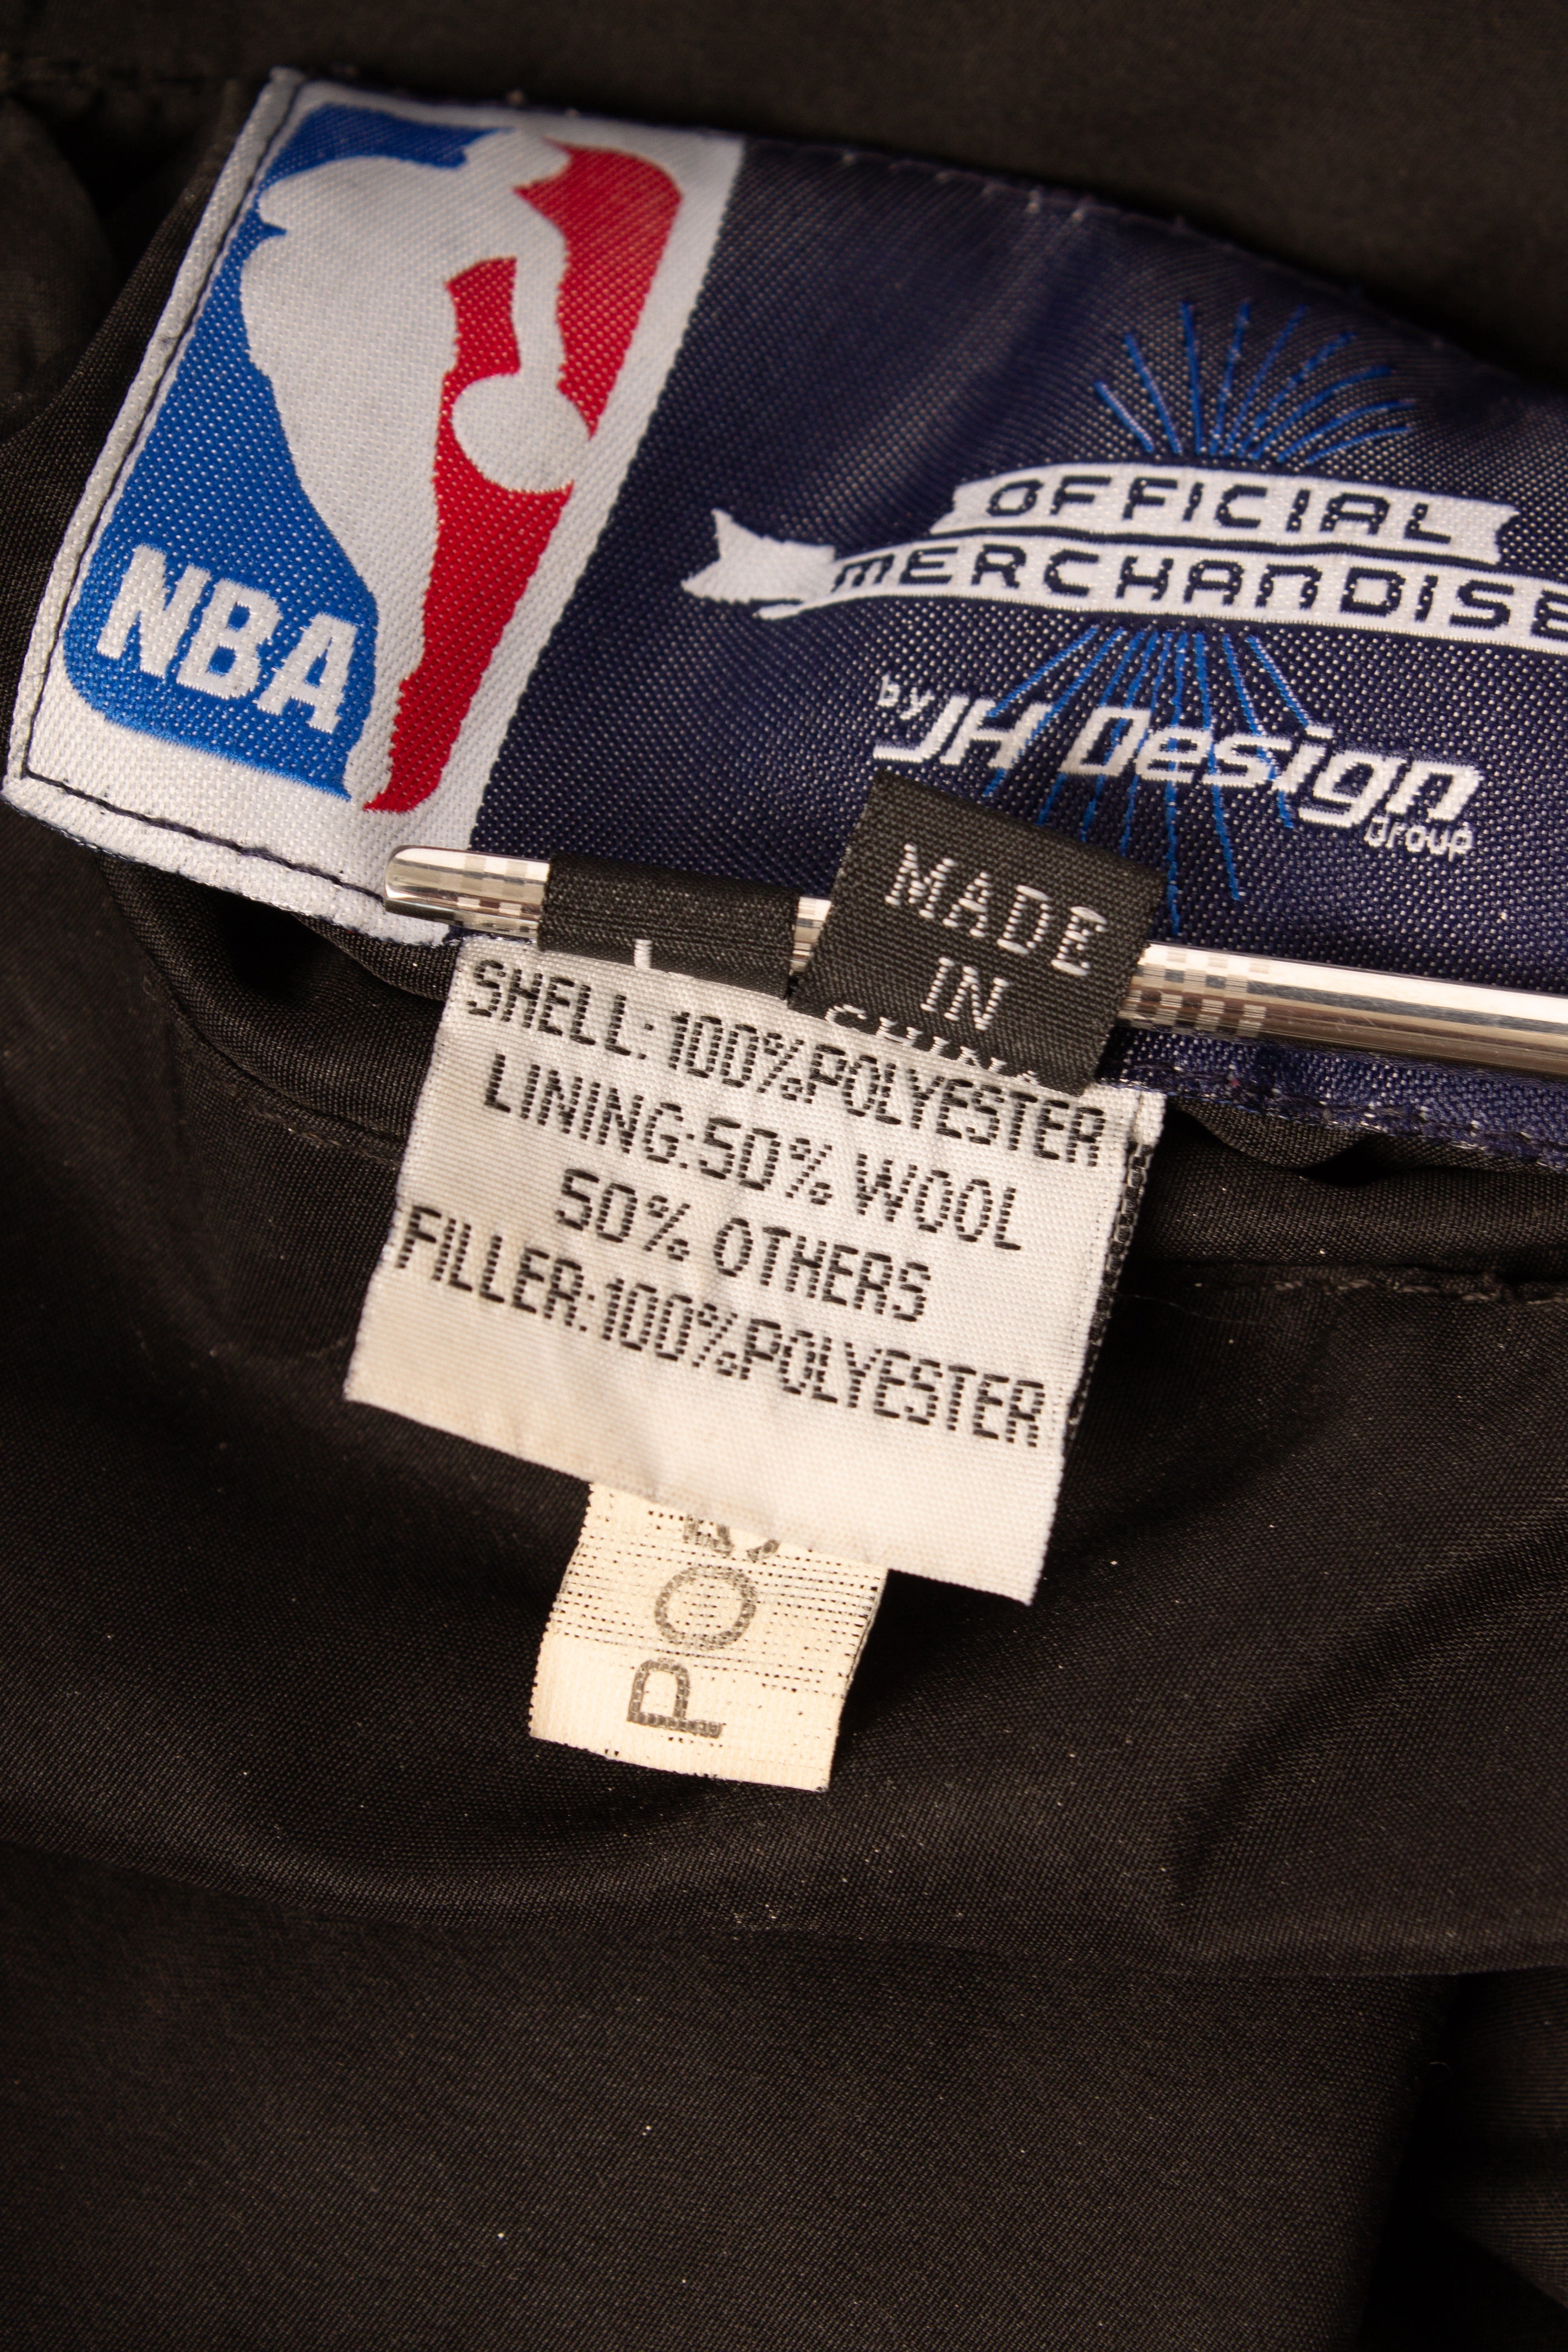 NBA
OFFICIAL
MERCHANDISE
by JH Design
group
MADE
IN
CHINA
SHELL: 100%POLYESTER
LINING:50% WOOL
50% OTHERS
FILLER:100%POLYESTER